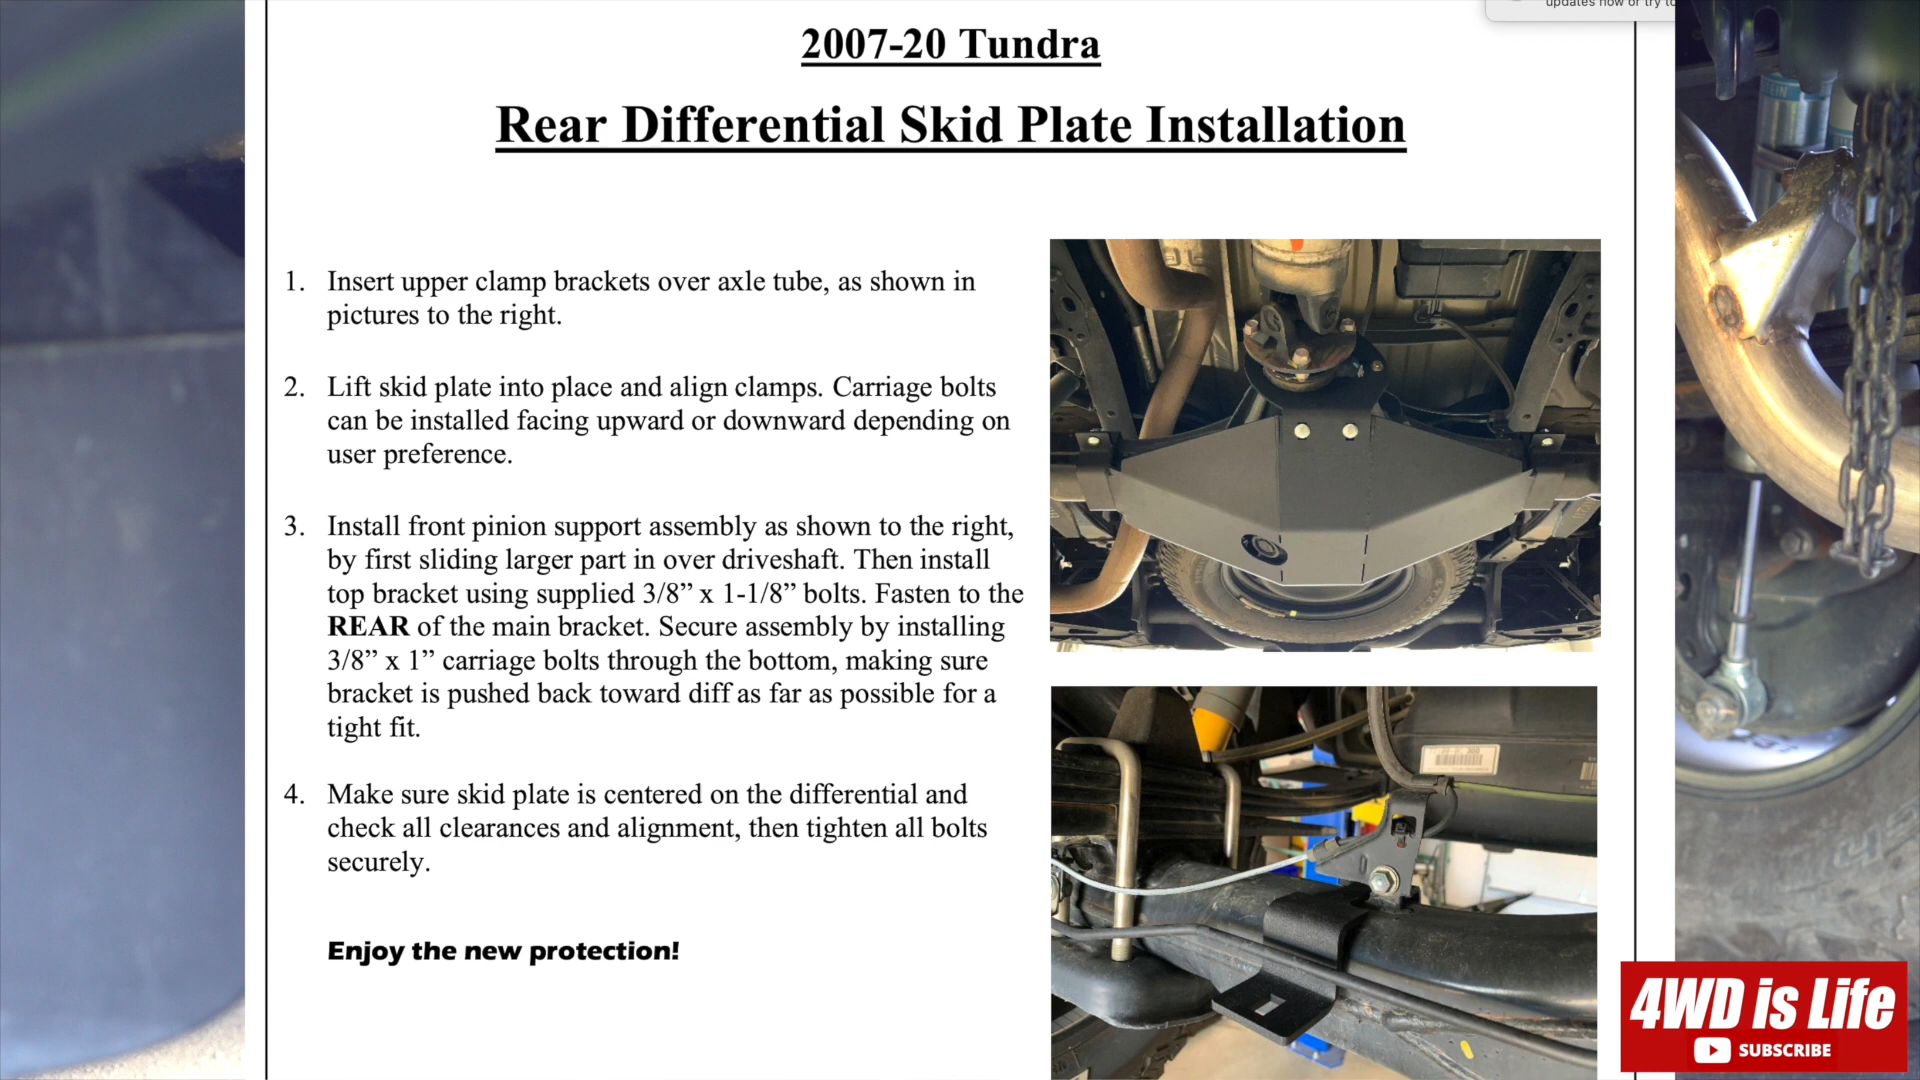 updates now or try to
2007-20 Tundra
Rear Differential Skid Plate Installation
1. Insert upper clamp brackets over axle tube, as shown in
pictures to the right.
2. Lift skid plate into place and align clamps. Carriage bolts
can be installed facing upward or downward depending on
user preference.
3. Install front pinion support assembly as shown to the right,
by first sliding larger part in over driveshaft. Then install
top bracket using supplied 3/8” x 1-1/8” bolts. Fasten to the
REAR of the main bracket. Secure assembly by installing
3/8” x 1” carriage bolts through the bottom, making sure
bracket is pushed back toward diff as far as possible for a
tight fit.
4. Make sure skid plate is centered on the differential and
check all clearances and alignment, then tighten all bolts
securely.
Enjoy the new protection!
4WD is Life
SUBSCRIBE